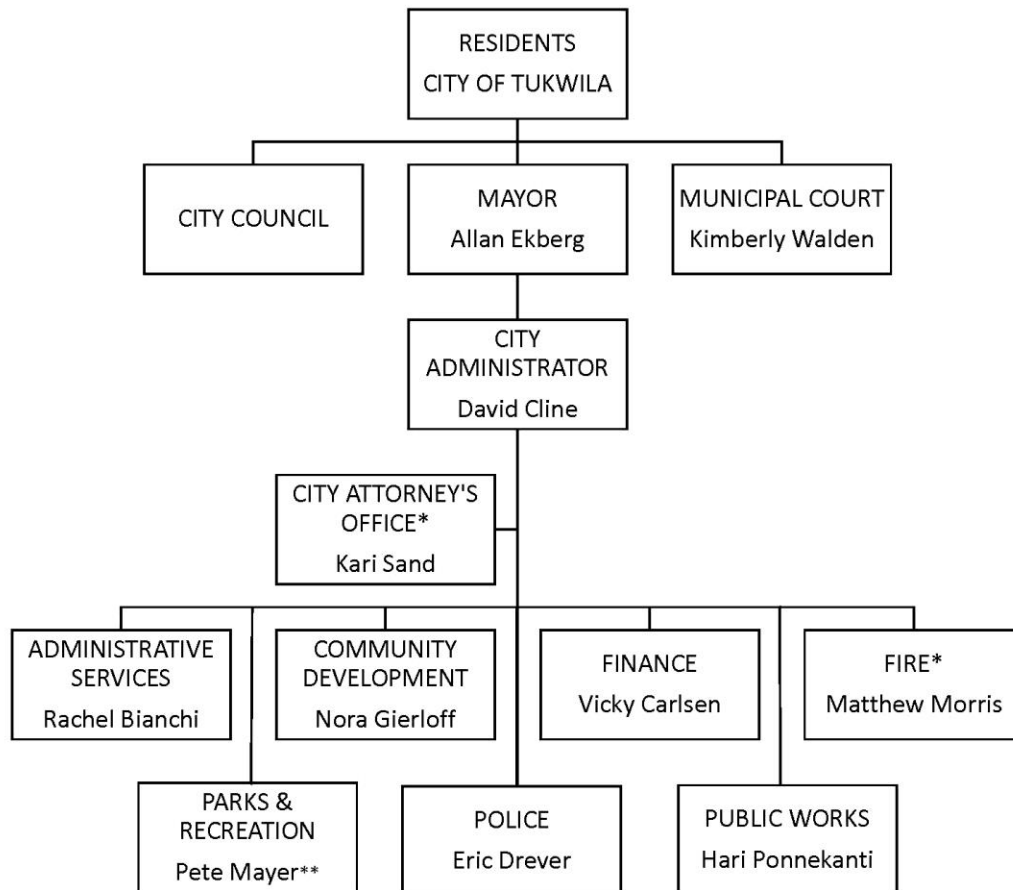 RESIDENTS
CITY OF TUKWILA
CITY COUNCIL
MAYOR
Allan Ekberg
MUNICIPAL COURT
Kimberly Walden
CITY
ADMINISTRATOR
David Cline
CITY ATTORNEY'S
OFFICE*
Kari Sand
ADMINISTRATIVE
SERVICES
Rachel Bianchi
COMMUNITY
DEVELOPMENT
Nora Gierloff
FINANCE
Vicky Carlsen
FIRE*
Matthew Morris
PARKS &
RECREATION
Pete Mayer**
POLICE
Eric Drever
PUBLIC WORKS
Hari Ponnekanti